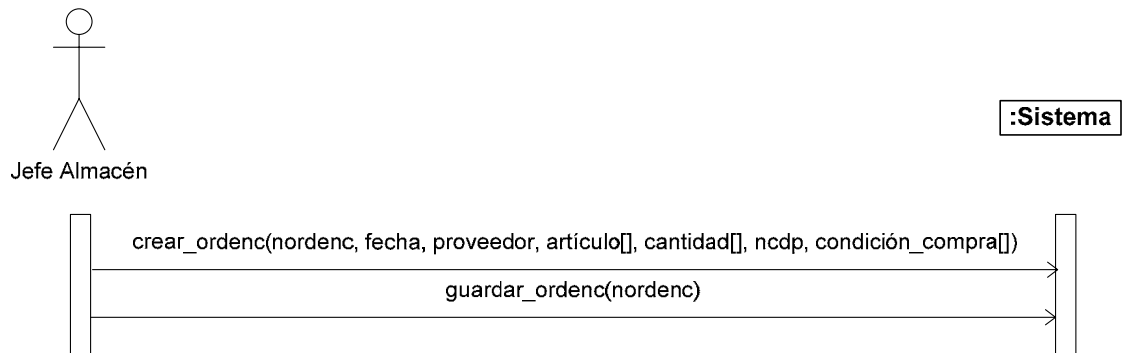 :Sistema
Jefe Almacén
crear_ordenc(nordenc, fecha, proveedor, artículo[], cantidad[], ncdp, condición_compra[])
guardar_ordenc(nordenc)